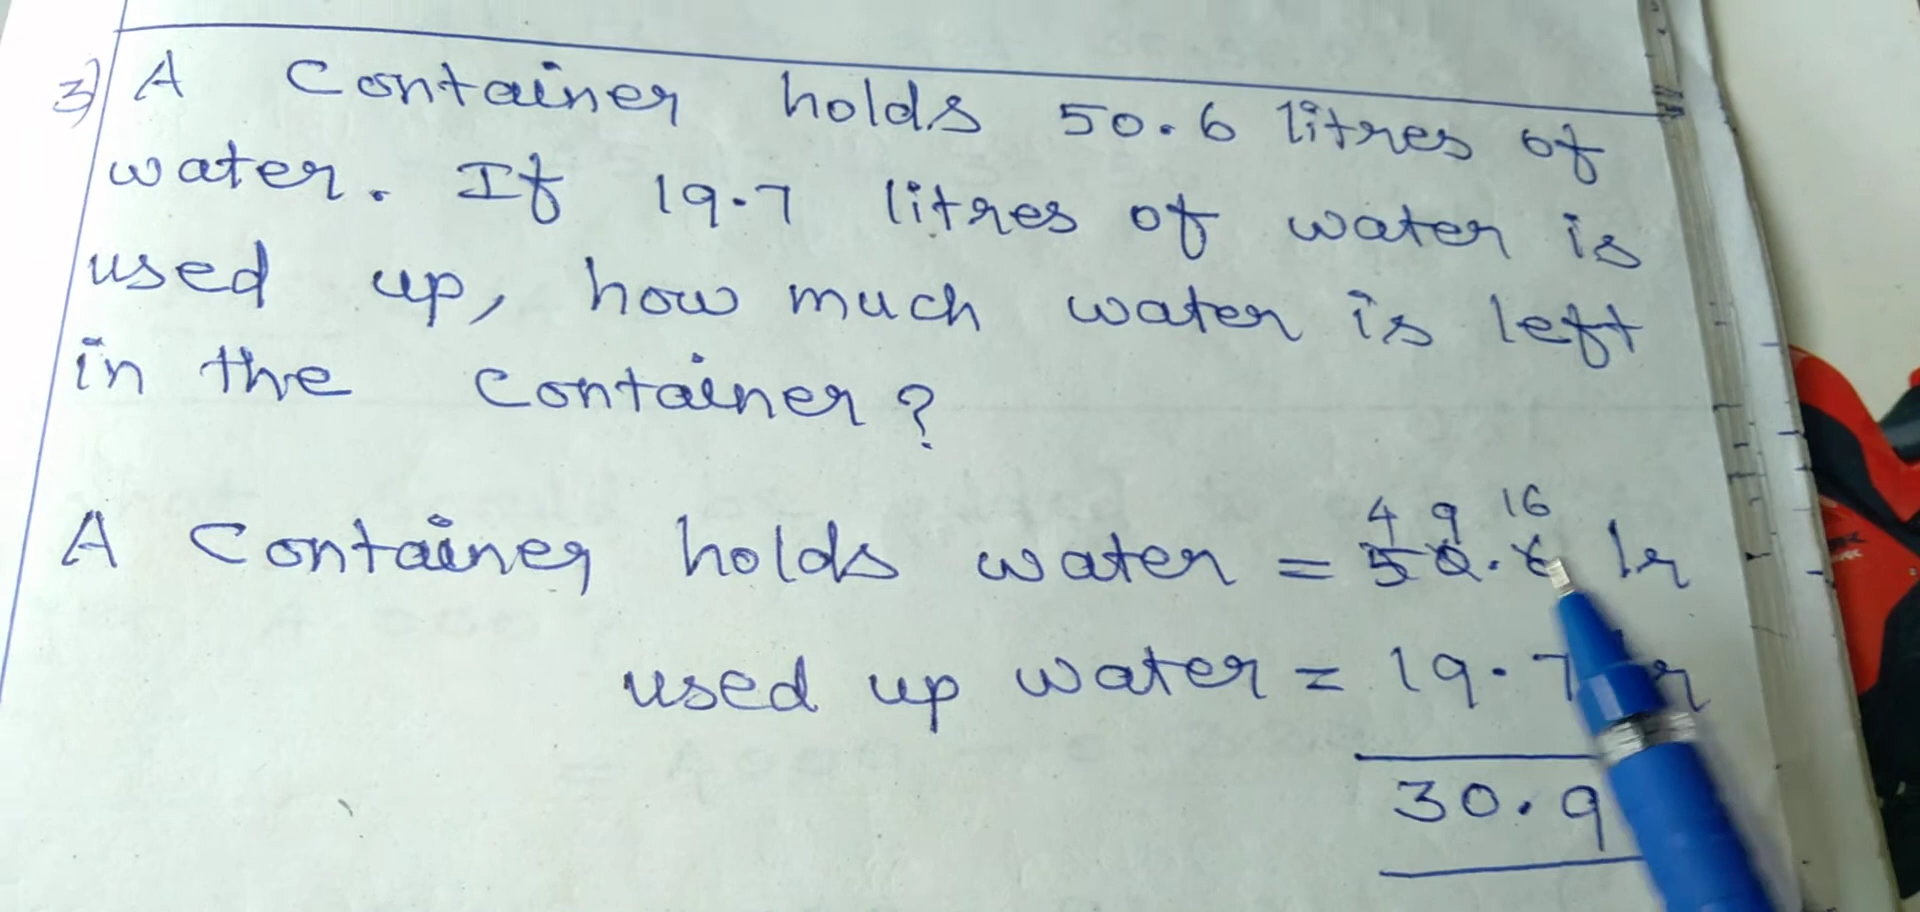 3) A Container holds 50.6 litres of
water. If 19.7 litres of water is
used up, how much water is left
in the container?
4 9 16
A Container holds water = 50.6 lr
used up water = 19.7
30.9